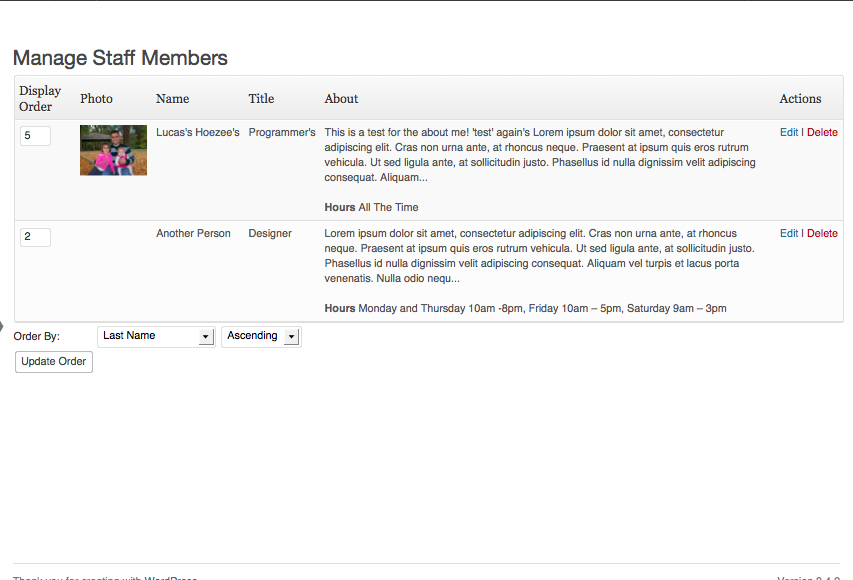 Manage Staff Members
Display Order Photo Name Title About Actions
5 Lucas's Hoezee's Programmer's This is a test for the about me! 'test' again's Lorem ipsum dolor sit amet, consectetur Edit | Delete
adipiscing elit. Cras non urna ante, at rhoncus neque. Praesent at ipsum quis eros rutrum
vehicula. Ut sed ligula ante, at sollicitudin justo. Phasellus id nulla dignissim velit adipiscing
consequat. Aliquam...
Hours All The Time
2 Another Person Designer Lorem ipsum dolor sit amet, consectetur adipiscing elit. Cras non urna ante, at rhoncus Edit | Delete
neque. Praesent at ipsum quis eros rutrum vehicula. Ut sed ligula ante, at sollicitudin justo.
Phasellus id nulla dignissim velit adipiscing consequat. Aliquam vel turpis et lacus porta
venenatis. Nulla odio nequ...
Hours Monday and Thursday 10am -8pm, Friday 10am – 5pm, Saturday 9am – 3pm
Order By: Last Name Ascending
Update Order
Thank you for creating with WordPress Version